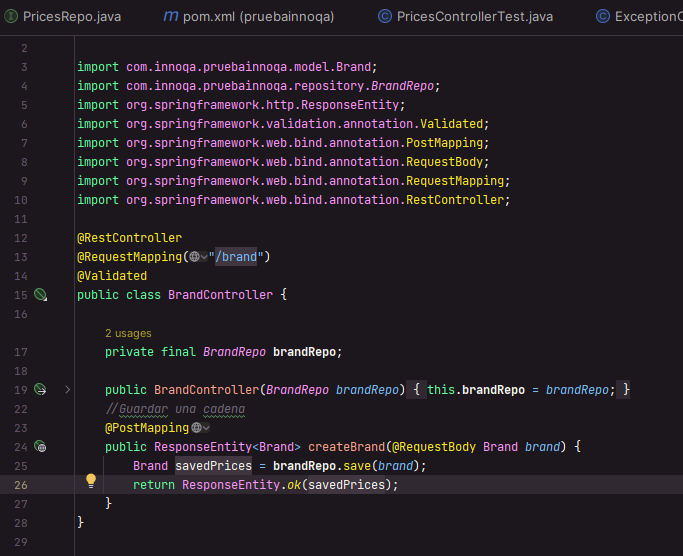 PricesRepo.java
pom.xml (pruebainnoqa)
PricesControllerTest.java
ExceptionC
2
3 import com.innoqa.pruebainnoqa.model.Brand;
4 import com.innoqa.pruebainnoqa.repository.BrandRepo;
5 import org.springframework.http.ResponseEntity;
6 import org.springframework.validation.annotation.Validated;
7 import org.springframework.web.bind.annotation.PostMapping;
8 import org.springframework.web.bind.annotation.RequestBody;
9 import org.springframework.web.bind.annotation.RequestMapping;
10 import org.springframework.web.bind.annotation.RestController;
11
12 @RestController
13 @RequestMapping("/brand")
14 @Validated
15 public class BrandController {
16
2 usages
17 private final BrandRepo brandRepo;
18
19 public BrandController(BrandRepo brandRepo) { this.brandRepo = brandRepo; }
22 //Guardar una cadena
23 @PostMapping
24 public ResponseEntity<Brand> createBrand(@RequestBody Brand brand) {
25 Brand savedPrices = brandRepo.save(brand);
26 return ResponseEntity.ok(savedPrices);
27 }
28 }
29